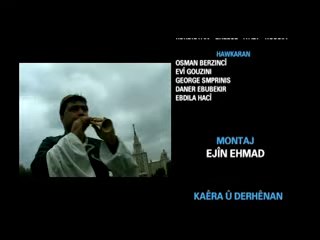 HAWKARAN
OSMAN BERZINCÎ
EVÎ GOUZINI
GEORGE SMPRINIS
DANER EBUBEKIR
EBDILA HACÎ
MONTAJ
EJÎN EHMAD
KAÊRA Û DERHÊNAN